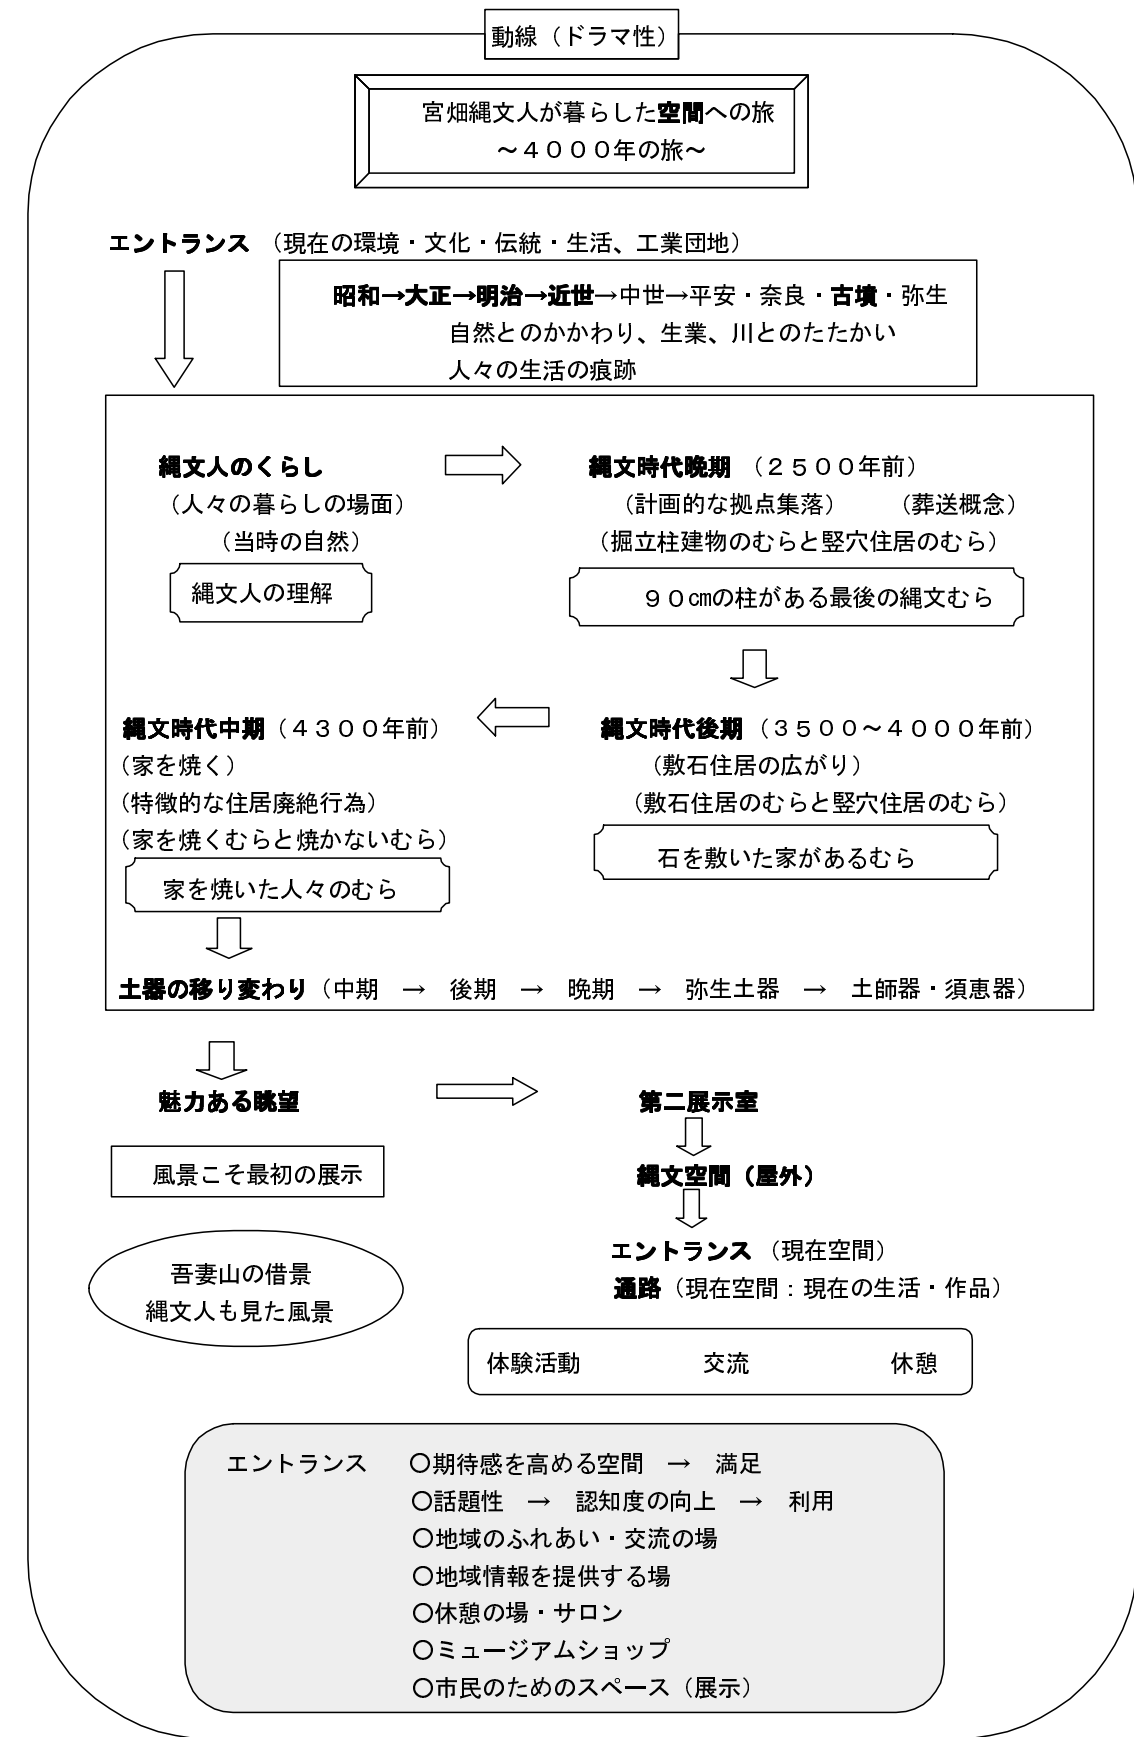 動線（ドラマ性）
宮畑縄文人が暮らした空間への旅
～４０００年の旅～
エントランス （現在の環境・文化・伝統・生活、工業団地）
昭和→大正→明治→近世→中世→平安・奈良・古墳・弥生
自然とのかかわり、生業、川とのたたかい
人々の生活の痕跡
縄文人のくらし
（人々の暮らしの場面）
（当時の自然）
縄文人の理解
縄文時代晩期 （２５００年前）
（計画的な拠点集落） （葬送概念）
（掘立柱建物のむらと竪穴住居のむら）
９０㎝の柱がある最後の縄文むら
縄文時代後期（３５００～４０００年前）
（敷石住居の広がり）
（敷石住居のむらと竪穴住居のむら）
石を敷いた家があるむら
縄文時代中期（４３００年前）
（家を焼く）
（特徴的な住居廃絶行為）
（家を焼くむらと焼かないむら）
家を焼いた人々のむら
土器の移り変わり（中期 → 後期 → 晩期 → 弥生土器 → 土師器・須恵器）
魅力ある眺望
風景こそ最初の展示
吾妻山の借景
縄文人も見た風景
第二展示室
縄文空間（屋外）
エントランス （現在空間）
通路（現在空間：現在の生活・作品）
体験活動 交流 休憩
エントランス ○期待感を高める空間 → 満足
○話題性 → 認知度の向上 → 利用
○地域のふれあい・交流の場
○地域情報を提供する場
○休憩の場・サロン
○ミュージアムショップ
○市民のためのスペース（展示）